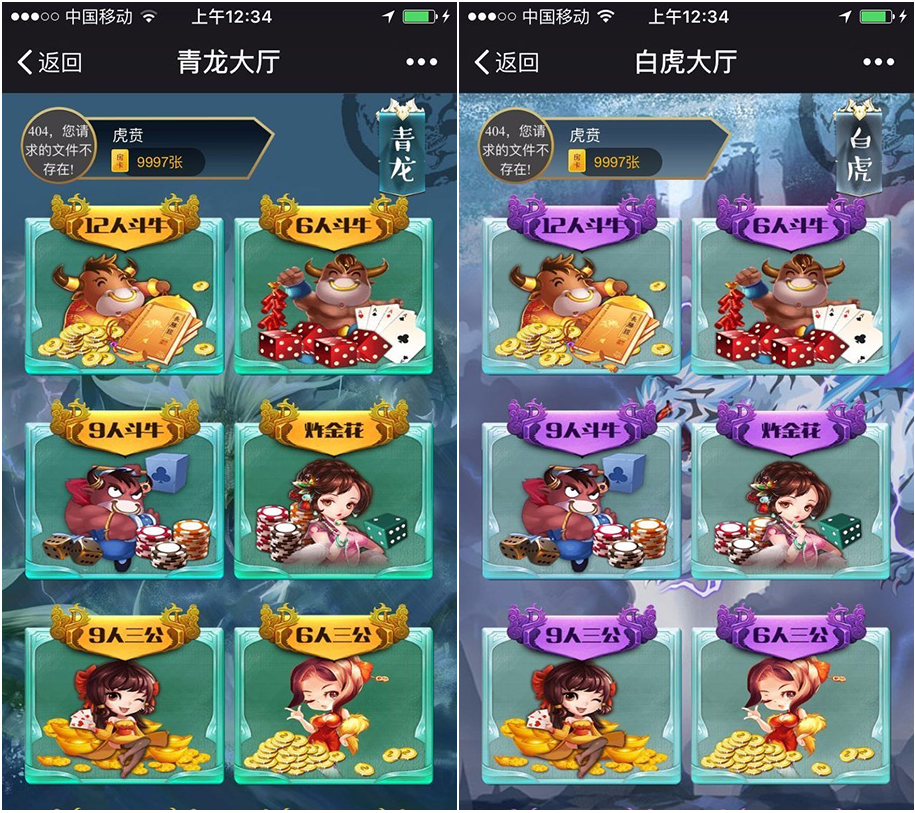 中国移动 上午12:34
返回 青龙大厅
404，您请
求的文件不
存在!
虎贲
房卡 9997张
青龙
12人斗牛 6人斗牛
9人斗牛 炸金花
9人三公 6人三公
中国移动 上午12:34
返回 白虎大厅
404，您请
求的文件不
存在!
虎贲
房卡 9997张
白虎
12人斗牛 6人斗牛
9人斗牛 炸金花
9人三公 6人三公